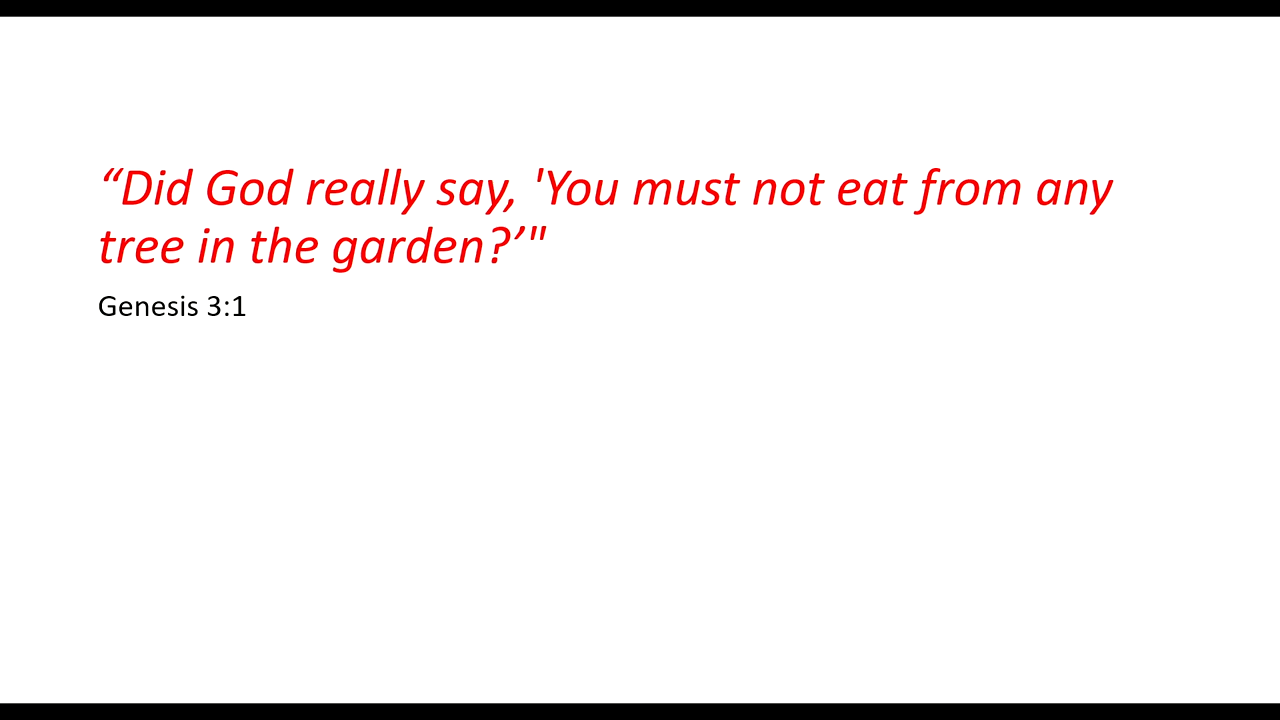 “Did God really say, 'You must not eat from any
tree in the garden?’"
Genesis 3:1